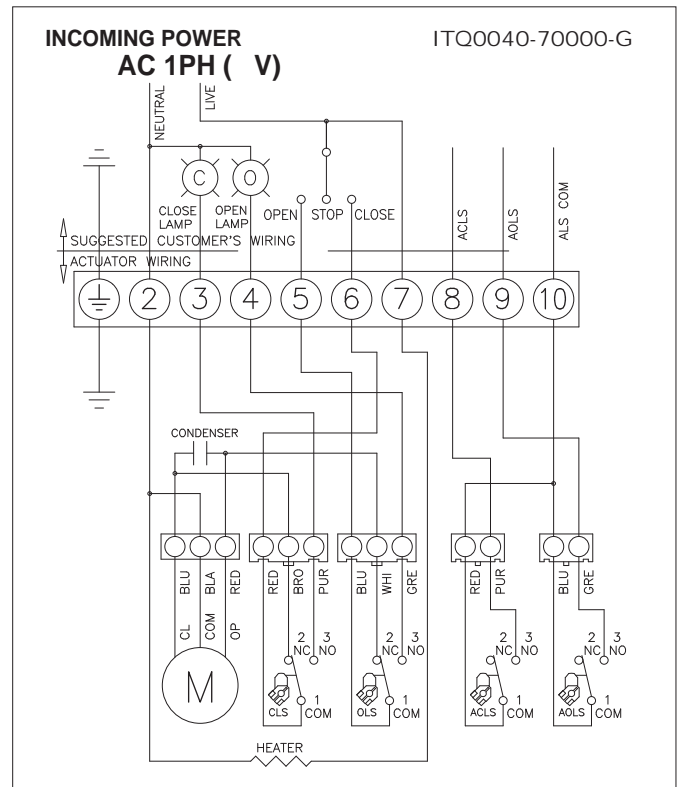 INCOMING POWER
ITQ0040-70000-G
AC 1PH (   V)
NEUTRAL
LIVE
C
O
CLOSE
LAMP
OPEN
LAMP
OPEN STOP CLOSE
ACLS
AOLS
ALS COM
SUGGESTED CUSTOMER'S WIRING
ACTUATOR WIRING
2 3 4 5 6 7 8 9 10
CONDENSER
BLU BLA RED
RED BRO PUR
BLU WHI GRE
RED PUR
BLU GRE
CL COM OP
M
2 3
NC NO
1
CLS COM
2 3
NC NO
1
OLS COM
2 3
NC NO
1
ACLS COM
2 3
NC NO
1
AOLS COM
HEATER